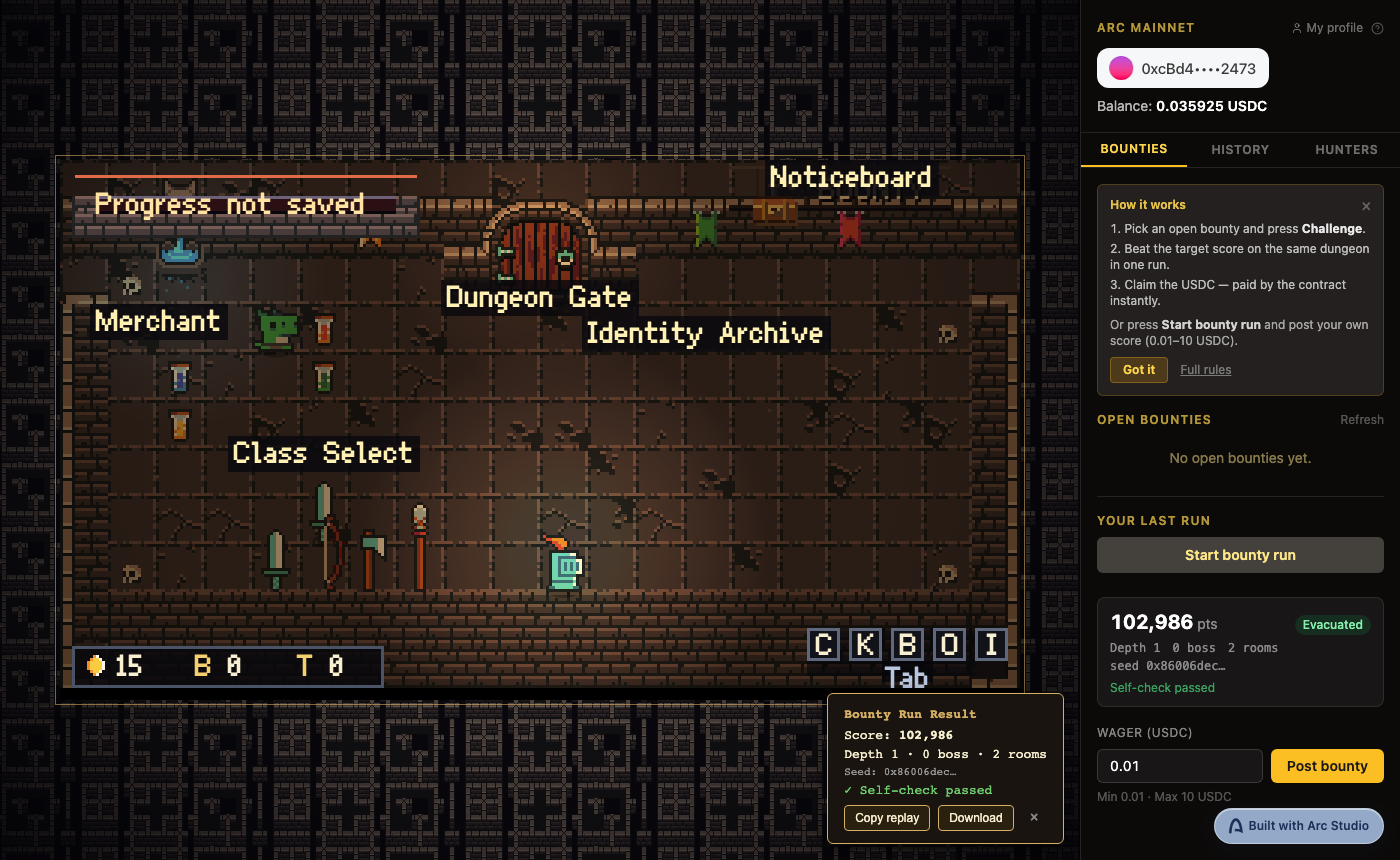 Progress not saved
Noticeboard
Dungeon Gate
Merchant
Identity Archive
Class Select
15 B 0 T 0
C K B O I
Tab
Bounty Run Result
Score: 102,986
Depth 1 · 0 boss · 2 rooms
Seed: 0x86006dec…
✓ Self-check passed
Copy replay Download ×
ARC MAINNET My profile ?
0xcBd4••••2473
Balance: 0.035925 USDC
BOUNTIES HISTORY HUNTERS
How it works ×
1. Pick an open bounty and press Challenge.
2. Beat the target score on the same dungeon
in one run.
3. Claim the USDC — paid by the contract
instantly.
Or press Start bounty run and post your own
score (0.01–10 USDC).
Got it Full rules
OPEN BOUNTIES Refresh
No open bounties yet.
YOUR LAST RUN
Start bounty run
102,986 pts Evacuated
Depth 1 0 boss 2 rooms
seed 0x86006dec…
Self-check passed
WAGER (USDC)
0.01 Post bounty
Min 0.01 · Max 10 USDC
Built with Arc Studio